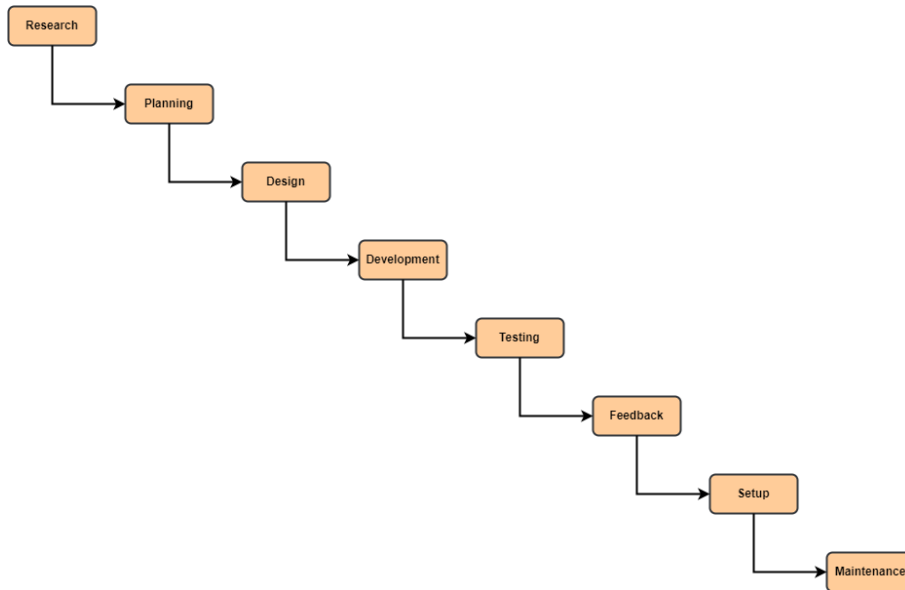 Research
Planning
Design
Development
Testing
Feedback
Setup
Maintenance